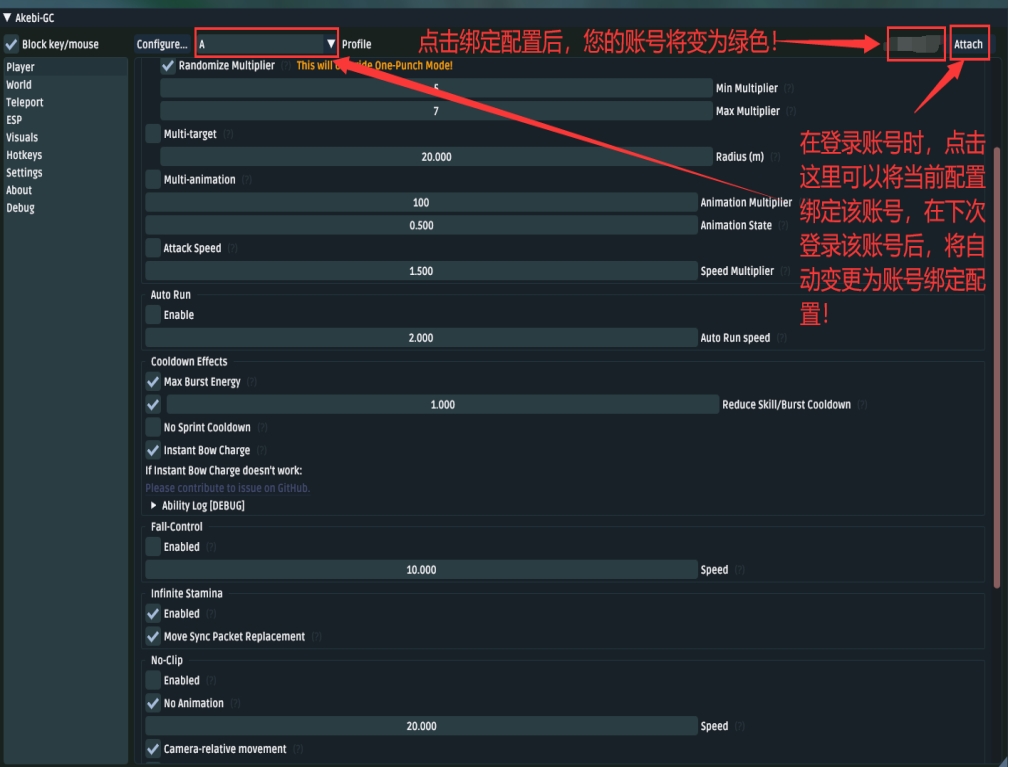 ▼ Akebi-GC
Block key/mouse Configure... A ▼ Profile 点击绑定配置后，您的账号将变为绿色！ Attach
Player
World
Teleport
ESP
Visuals
Hotkeys
Settings
About
Debug
Randomize Multiplier (?) This will override One-Punch Mode!
5 Min Multiplier (?)
7 Max Multiplier (?)
Multi-target (?)
20.000 Radius (m) (?)
Multi-animation (?)
100 Animation Multiplier
0.500 Animation State (?)
Attack Speed (?)
1.500 Speed Multiplier (?)
在登录账号时，点击
这里可以将当前配置
绑定该账号，在下次
登录该账号后，将自
动变更为账号绑定配
置！
Auto Run
Enable
2.000 Auto Run speed (?)
Cooldown Effects
Max Burst Energy (?)
1.000 Reduce Skill/Burst Cooldown (?)
No Sprint Cooldown (?)
Instant Bow Charge (?)
If Instant Bow Charge doesn't work:
Please contribute to issue on GitHub.
Ability Log [DEBUG]
Fall-Control
Enabled (?)
10.000 Speed (?)
Infinite Stamina
Enabled (?)
Move Sync Packet Replacement (?)
No-Clip
Enabled (?)
No Animation (?)
20.000 Speed (?)
Camera-relative movement (?)